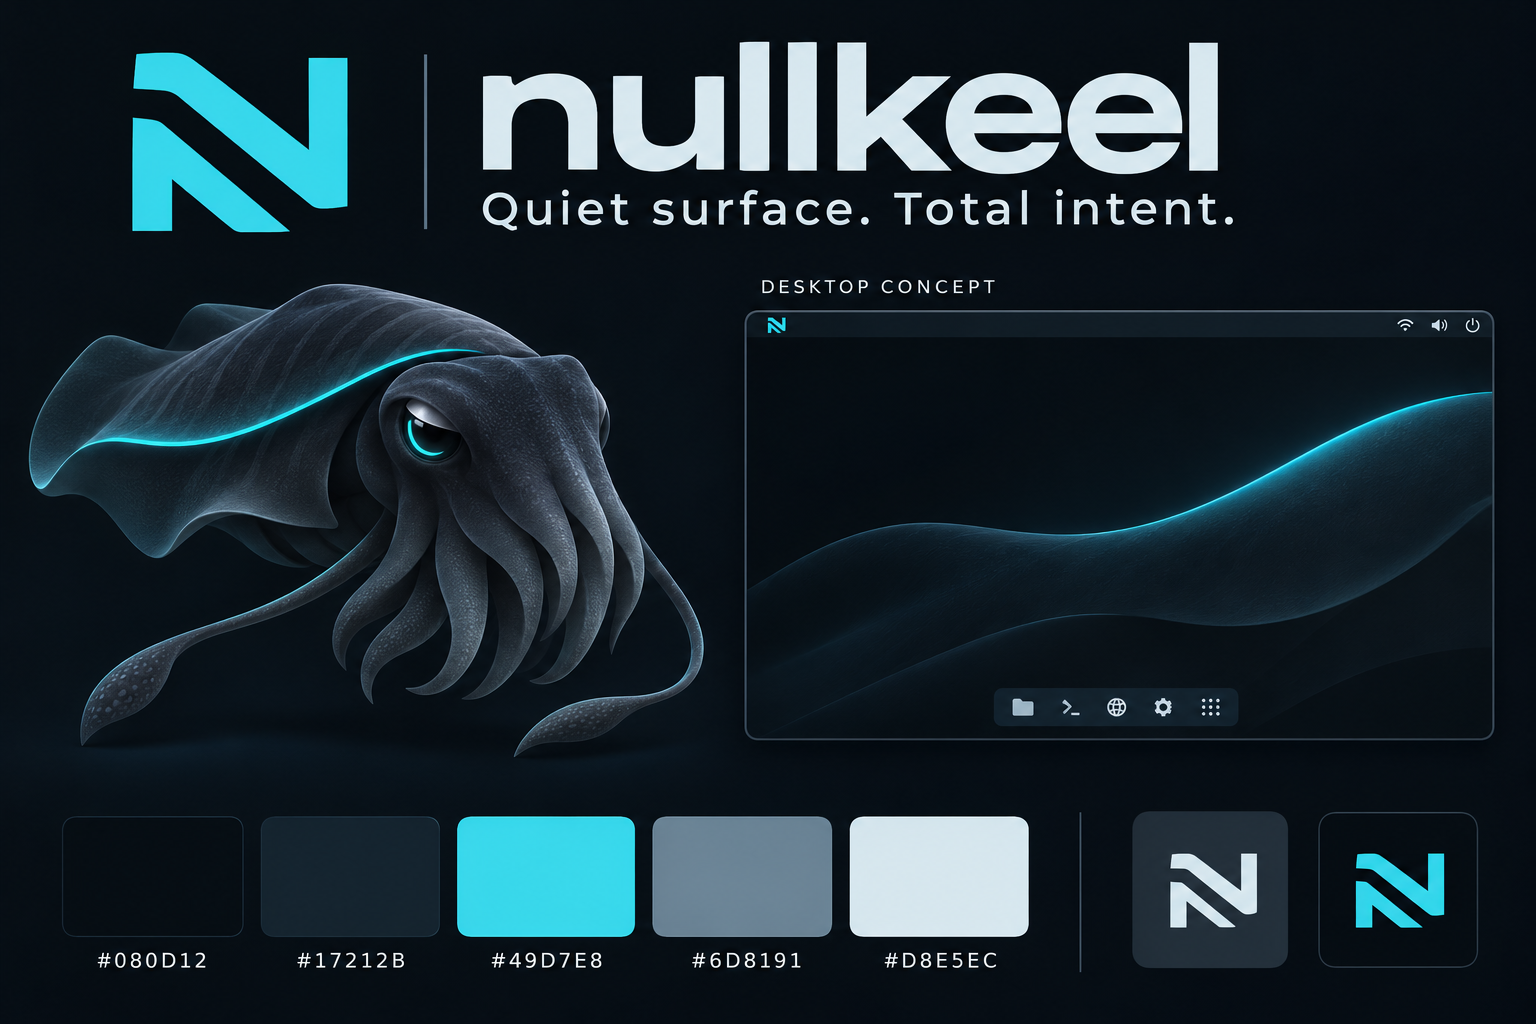 nullkeel
Quiet surface. Total intent.
DESKTOP CONCEPT
#080D12
#17212B
#49D7E8
#6D8191
#D8E5EC